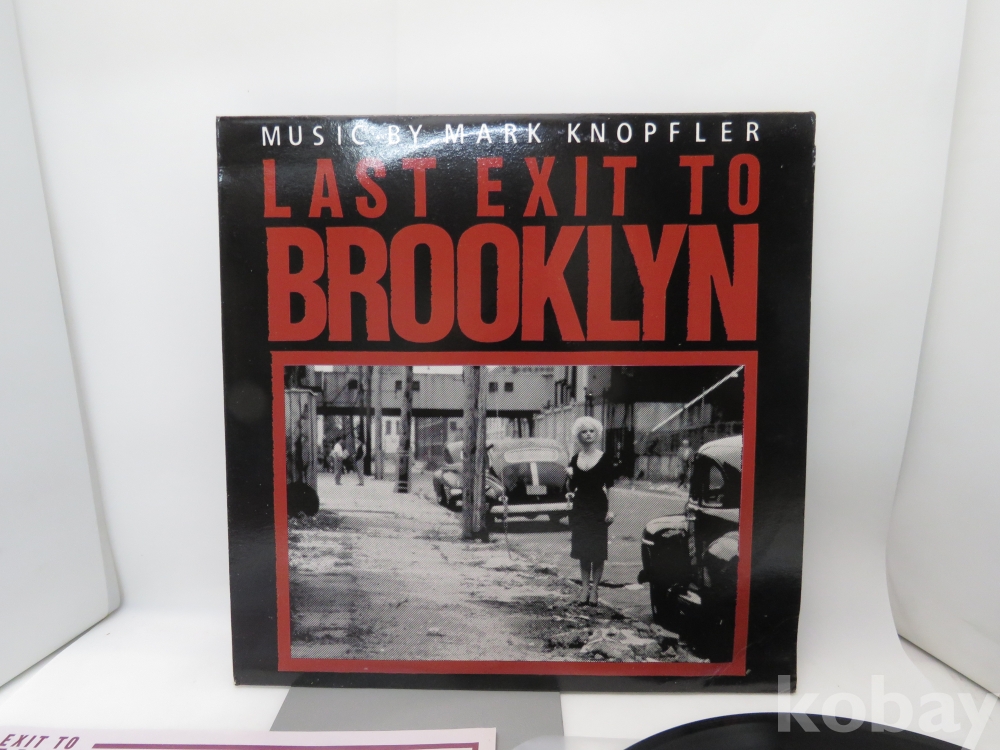 MUSIC BY MARK KNOPFLER
LAST EXIT TO
BROOKLYN
EXIT TO
kobay